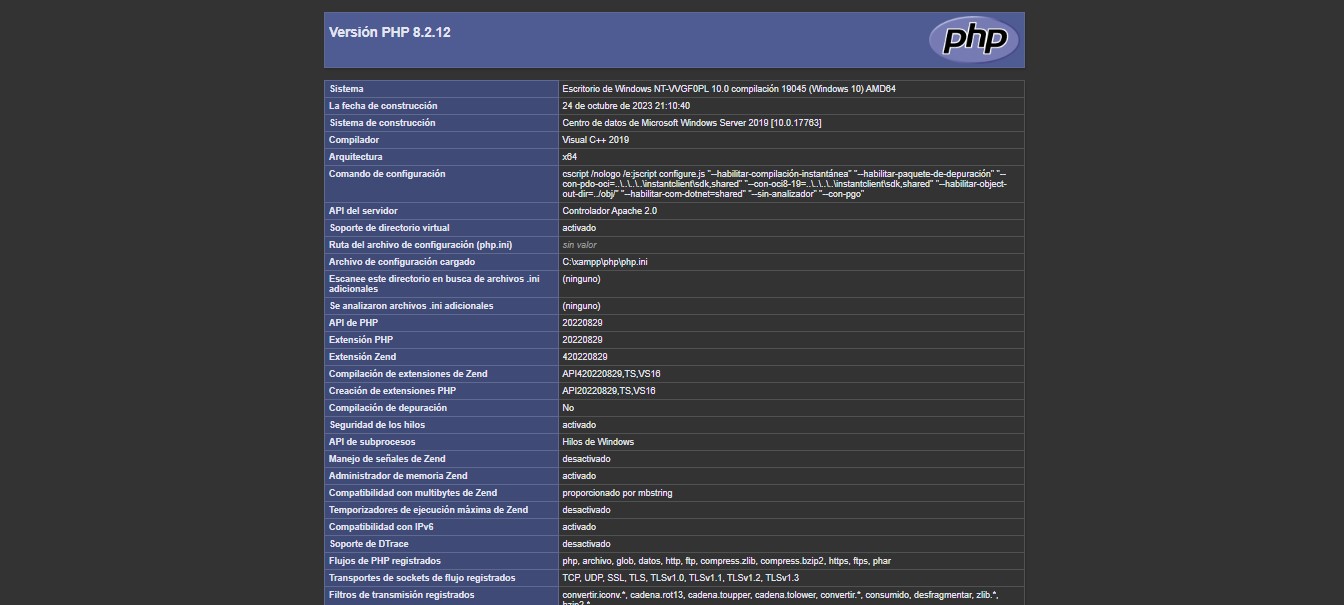 Versión PHP 8.2.12
php
Sistema Escritorio de Windows NT-VVGF0PL 10.0 compilación 19045 (Windows 10) AMD64
La fecha de construcción 24 de octubre de 2023 21:10:40
Sistema de construcción Centro de datos de Microsoft Windows Server 2019 [10.0.17763]
Compilador Visual C++ 2019
Arquitectura x64
Comando de configuración cscript /nologo /e:jscript configure.js "--habilitar-compilación-instantánea" "--habilitar-paquete-de-depuración" "--
con-pdo-oci=..\..\..\..\instantclient\sdk,shared" "--con-oci8-19=..\..\..\..\instantclient\sdk,shared" "--habilitar-object-
out-dir=../obj/" "--habilitar-com-dotnet=shared" "--sin-analizador" "--con-pgo"
API del servidor Controlador Apache 2.0
Soporte de directorio virtual activado
Ruta del archivo de configuración (php.ini) sin valor
Archivo de configuración cargado C:\xampp\php\php.ini
Escanee este directorio en busca de archivos .ini (ninguno)
adicionales
Se analizaron archivos .ini adicionales (ninguno)
API de PHP 20220829
Extensión PHP 20220829
Extensión Zend 420220829
Compilación de extensiones de Zend API420220829,TS,VS16
Creación de extensiones PHP API20220829,TS,VS16
Compilación de depuración No
Seguridad de los hilos activado
API de subprocesos Hilos de Windows
Manejo de señales de Zend desactivado
Administrador de memoria Zend activado
Compatibilidad con multibytes de Zend proporcionado por mbstring
Temporizadores de ejecución máxima de Zend desactivado
Compatibilidad con IPv6 activado
Soporte de DTrace desactivado
Flujos de PHP registrados php, archivo, glob, datos, http, ftp, compress.zlib, compress.bzip2, https, ftps, phar
Transportes de sockets de flujo registrados TCP, UDP, SSL, TLS, TLSv1.0, TLSv1.1, TLSv1.2, TLSv1.3
Filtros de transmisión registrados convertir.iconv.*, cadena.rot13, cadena.toupper, cadena.tolower, convertir.*, consumido, desfragmentar, zlib.*,
bzip2.*